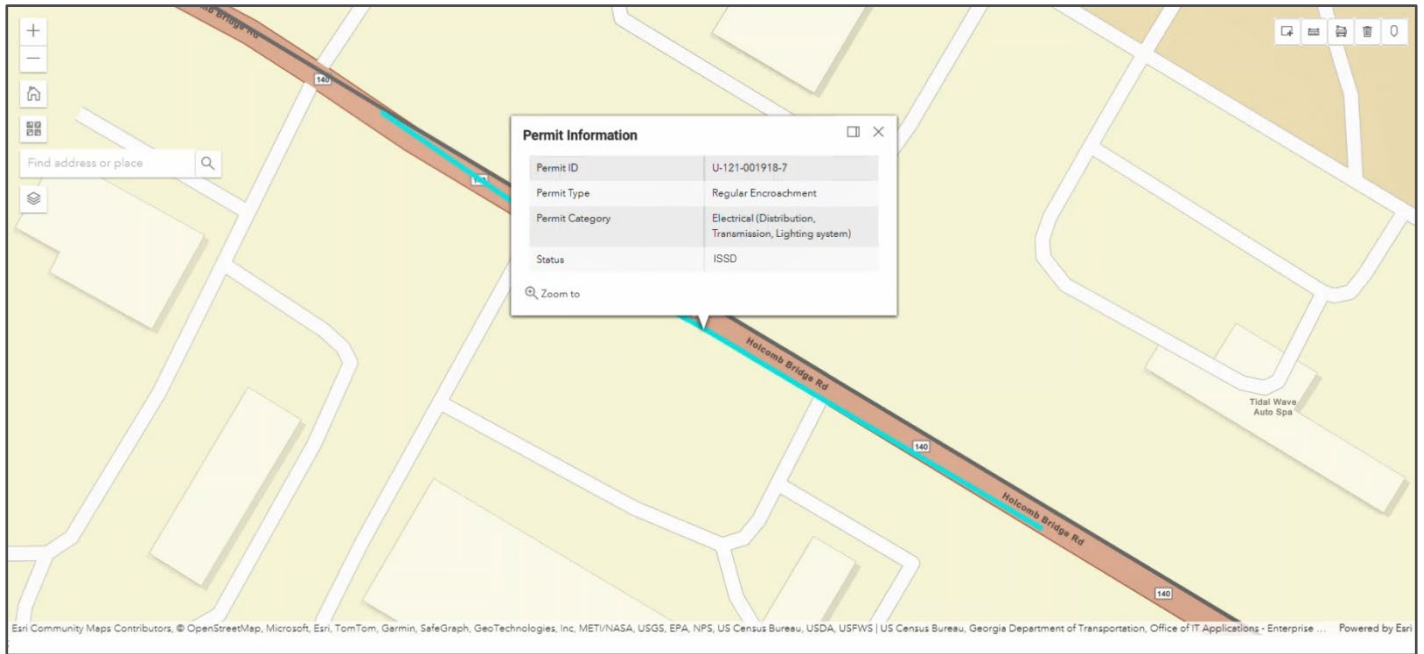 Holcomb Bridge Rd
140
Find address or place
Permit Information
Permit ID U-121-001918-7
Permit Type Regular Encroachment
Permit Category Electrical (Distribution,
Transmission, Lighting system)
Status ISSD
Zoom to
Holcomb Bridge Rd
Tidal Wave
Auto Spa
140
Holcomb Bridge Rd
140
Esri Community Maps Contributors, © OpenStreetMap, Microsoft, Esri, TomTom, Garmin, SafeGraph, GeoTechnologies, Inc, METI/NASA, USGS, EPA, NPS, US Census Bureau, USDA, USFWS | US Census Bureau, Georgia Department of Transportation, Office of IT Applications - Enterprise ... Powered by Esri